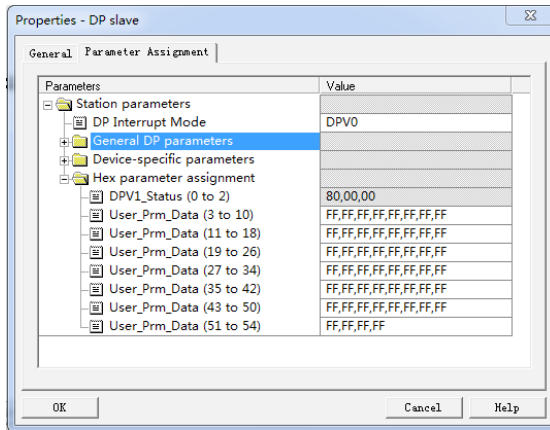 Properties - DP slave
General Parameter Assignment
Parameters Value
Station parameters
DP Interrupt Mode DPV0
General DP parameters
Device-specific parameters
Hex parameter assignment
DPV1_Status (0 to 2) 80,00,00
User_Prm_Data (3 to 10) FF,FF,FF,FF,FF,FF,FF,FF
User_Prm_Data (11 to 18) FF,FF,FF,FF,FF,FF,FF,FF
User_Prm_Data (19 to 26) FF,FF,FF,FF,FF,FF,FF,FF
User_Prm_Data (27 to 34) FF,FF,FF,FF,FF,FF,FF,FF
User_Prm_Data (35 to 42) FF,FF,FF,FF,FF,FF,FF,FF
User_Prm_Data (43 to 50) FF,FF,FF,FF,FF,FF,FF,FF
User_Prm_Data (51 to 54) FF,FF,FF,FF
OK Cancel Help